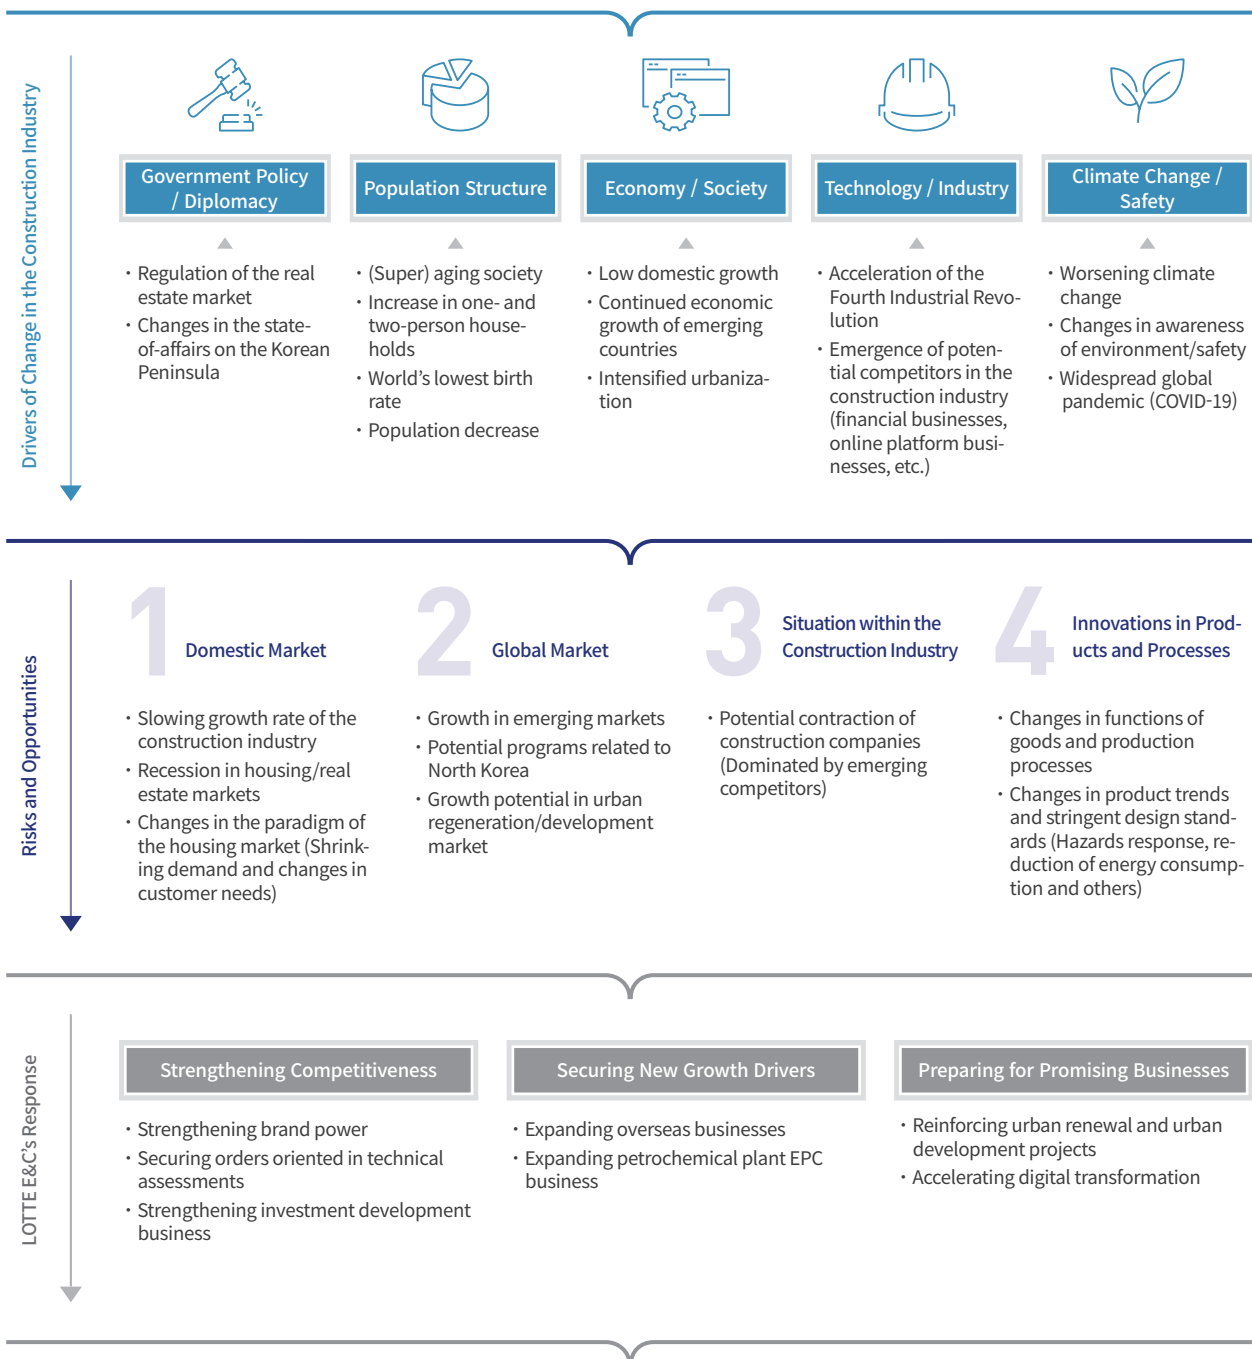 Drivers of Change in the Construction Industry
Government Policy
/ Diplomacy
• Regulation of the real
estate market
• Changes in the state-
of-affairs on the Korean
Peninsula
Population Structure
• (Super) aging society
• Increase in one- and
two-person house-
holds
• World’s lowest birth
rate
• Population decrease
Economy / Society
• Low domestic growth
• Continued economic
growth of emerging
countries
• Intensified urbaniza-
tion
Technology / Industry
• Acceleration of the
Fourth Industrial Revo-
lution
• Emergence of poten-
tial competitors in the
construction industry
(financial businesses,
online platform busi-
nesses, etc.)
Climate Change /
Safety
• Worsening climate
change
• Changes in awareness
of environment/safety
• Widespread global
pandemic (COVID-19)
Risks and Opportunities
1 Domestic Market
• Slowing growth rate of the
construction industry
• Recession in housing/real
estate markets
• Changes in the paradigm of
the housing market (Shrink-
ing demand and changes in
customer needs)
2 Global Market
• Growth in emerging markets
• Potential programs related to
North Korea
• Growth potential in urban
regeneration/development
market
3 Situation within the
Construction Industry
• Potential contraction of
construction companies
(Dominated by emerging
competitors)
4 Innovations in Prod-
ucts and Processes
• Changes in functions of
goods and production
processes
• Changes in product trends
and stringent design stand-
ards (Hazards response, re-
duction of energy consump-
tion and others)
LOTTE E&C’s Response
Strengthening Competitiveness
• Strengthening brand power
• Securing orders oriented in technical
assessments
• Strengthening investment development
business
Securing New Growth Drivers
• Expanding overseas businesses
• Expanding petrochemical plant EPC
business
Preparing for Promising Businesses
• Reinforcing urban renewal and urban
development projects
• Accelerating digital transformation